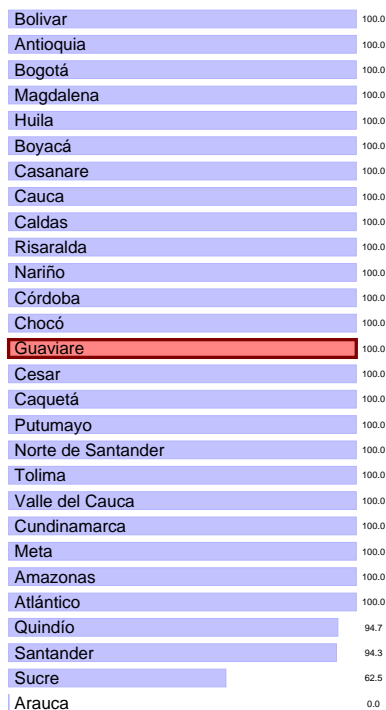 Bolivar 100.0
Antioquia 100.0
Bogotá 100.0
Magdalena 100.0
Huila 100.0
Boyacá 100.0
Casanare 100.0
Cauca 100.0
Caldas 100.0
Risaralda 100.0
Nariño 100.0
Córdoba 100.0
Chocó 100.0
Guaviare 100.0
Cesar 100.0
Caquetá 100.0
Putumayo 100.0
Norte de Santander 100.0
Tolima 100.0
Valle del Cauca 100.0
Cundinamarca 100.0
Meta 100.0
Amazonas 100.0
Atlántico 100.0
Quindío 94.7
Santander 94.3
Sucre 62.5
Arauca 0.0